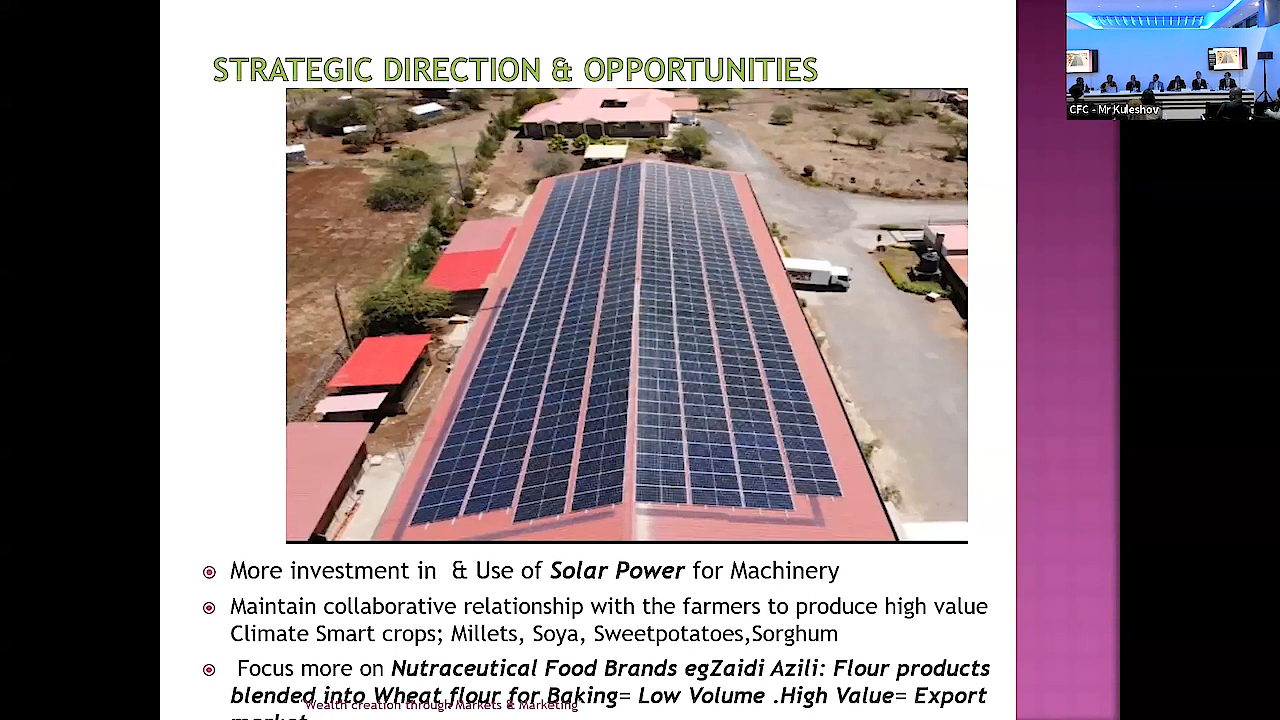 STRATEGIC DIRECTION & OPPORTUNITIES
CFC - Mr Kuleshov
More investment in & Use of Solar Power for Machinery
Maintain collaborative relationship with the farmers to produce high value
Climate Smart crops; Millets, Soya, Sweetpotatoes,Sorghum
Focus more on Nutraceutical Food Brands egZaidi Azili: Flour products
blended into Wheat flour for Baking= Low Volume .High Value= Export
market
"Wealth creation through Markets & Marketing"